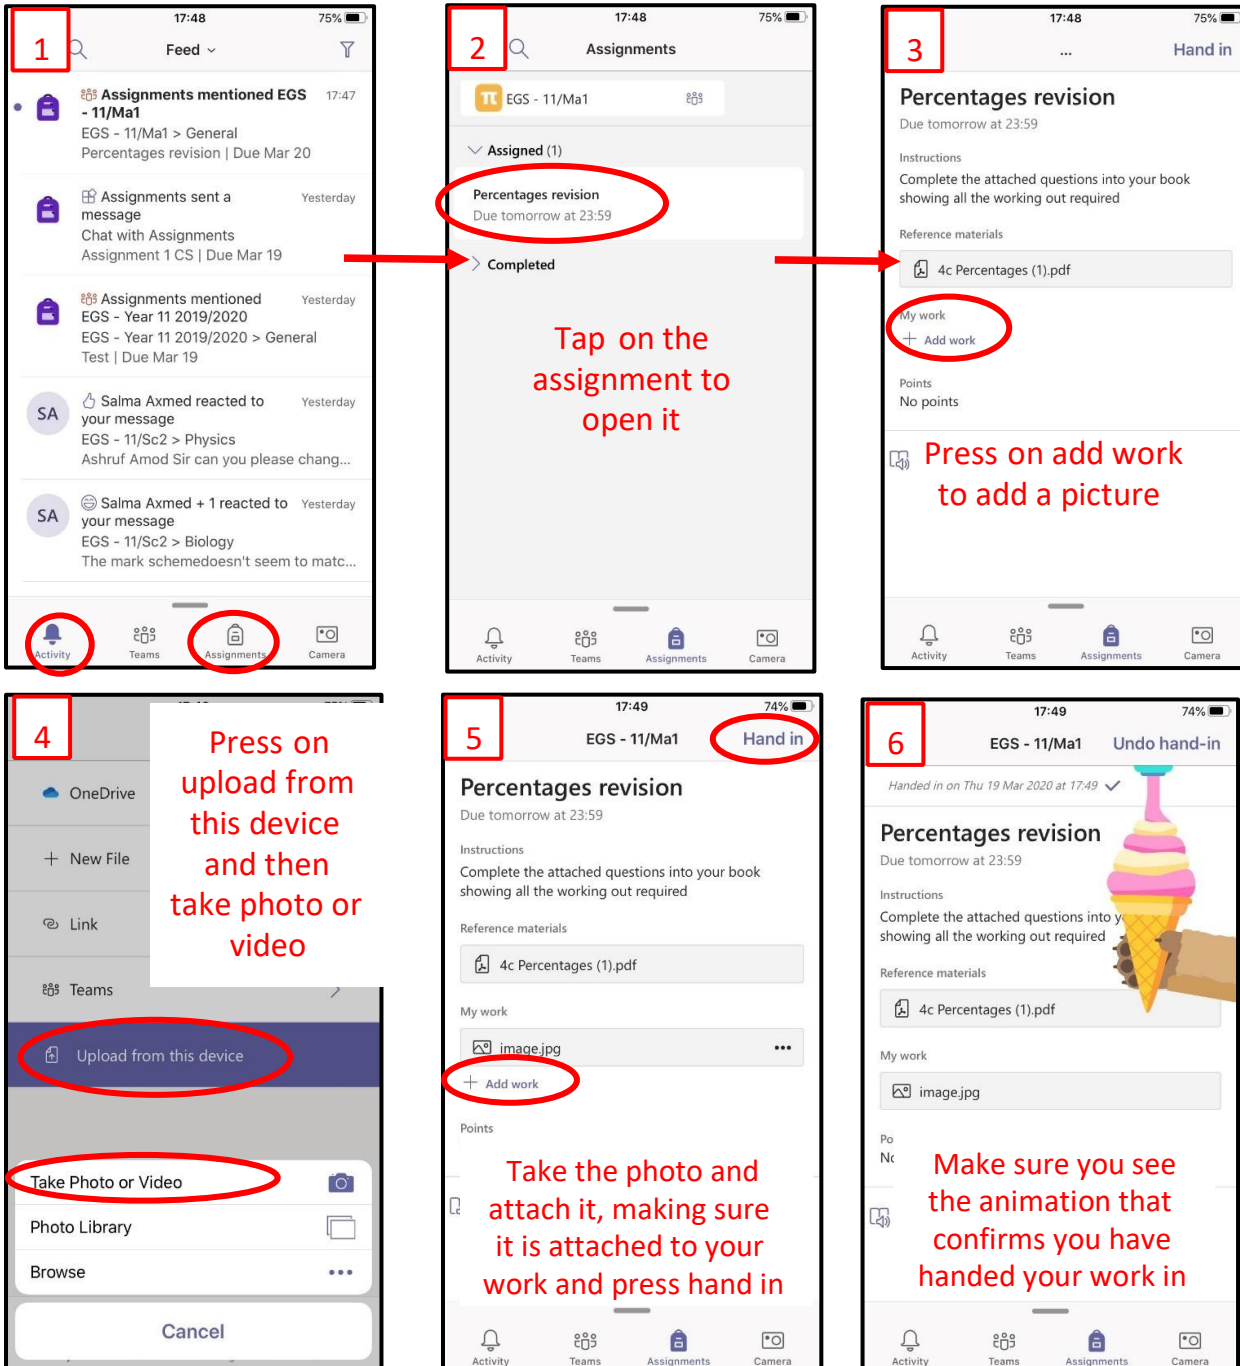 1
17:48
75%
Feed
Assignments mentioned EGS
17:47
- 11/Ma1
EGS - 11/Ma1 > General
Percentages revision | Due Mar 20
Assignments sent a
Yesterday
message
Chat with Assignments
Assignment 1 CS | Due Mar 19
Assignments mentioned
Yesterday
EGS - Year 11 2019/2020
EGS - Year 11 2019/2020 > General
Test | Due Mar 19
SA
Salma Axmed reacted to
Yesterday
your message
EGS - 11/Sc2 > Physics
Ashruf Amod Sir can you please chang...
SA
Salma Axmed + 1 reacted to
Yesterday
your message
EGS - 11/Sc2 > Biology
The mark schemedoesn't seem to matc...
Activity
Teams
Assignments
Camera
2
17:48
75%
Assignments
π
EGS - 11/Ma1
Assigned (1)
Percentages revision
Due tomorrow at 23:59
Completed
Tap on the
assignment to
open it
Activity
Teams
Assignments
Camera
3
17:48
75%
...
Hand in
Percentages revision
Due tomorrow at 23:59
Instructions
Complete the attached questions into your book
showing all the working out required
Reference materials
4c Percentages (1).pdf
My work
+ Add work
Points
No points
Press on add work
to add a picture
Activity
Teams
Assignments
Camera
4
Press on
upload from
this device
and then
take photo or
video
OneDrive
+ New File
Link
Teams
Upload from this device
Take Photo or Video
Photo Library
Browse
Cancel
5
17:49
74%
EGS - 11/Ma1
Hand in
Percentages revision
Due tomorrow at 23:59
Instructions
Complete the attached questions into your book
showing all the working out required
Reference materials
4c Percentages (1).pdf
My work
image.jpg
+ Add work
Points
Take the photo and
attach it, making sure
it is attached to your
work and press hand in
Activity
Teams
Assignments
Camera
6
17:49
74%
EGS - 11/Ma1
Undo hand-in
Handed in on Thu 19 Mar 2020 at 17:49
Percentages revision
Due tomorrow at 23:59
Instructions
Complete the attached questions into y
showing all the working out required
Reference materials
4c Percentages (1).pdf
My work
image.jpg
Po
No
Make sure you see
the animation that
confirms you have
handed your work in
Activity
Teams
Assignments
Camera